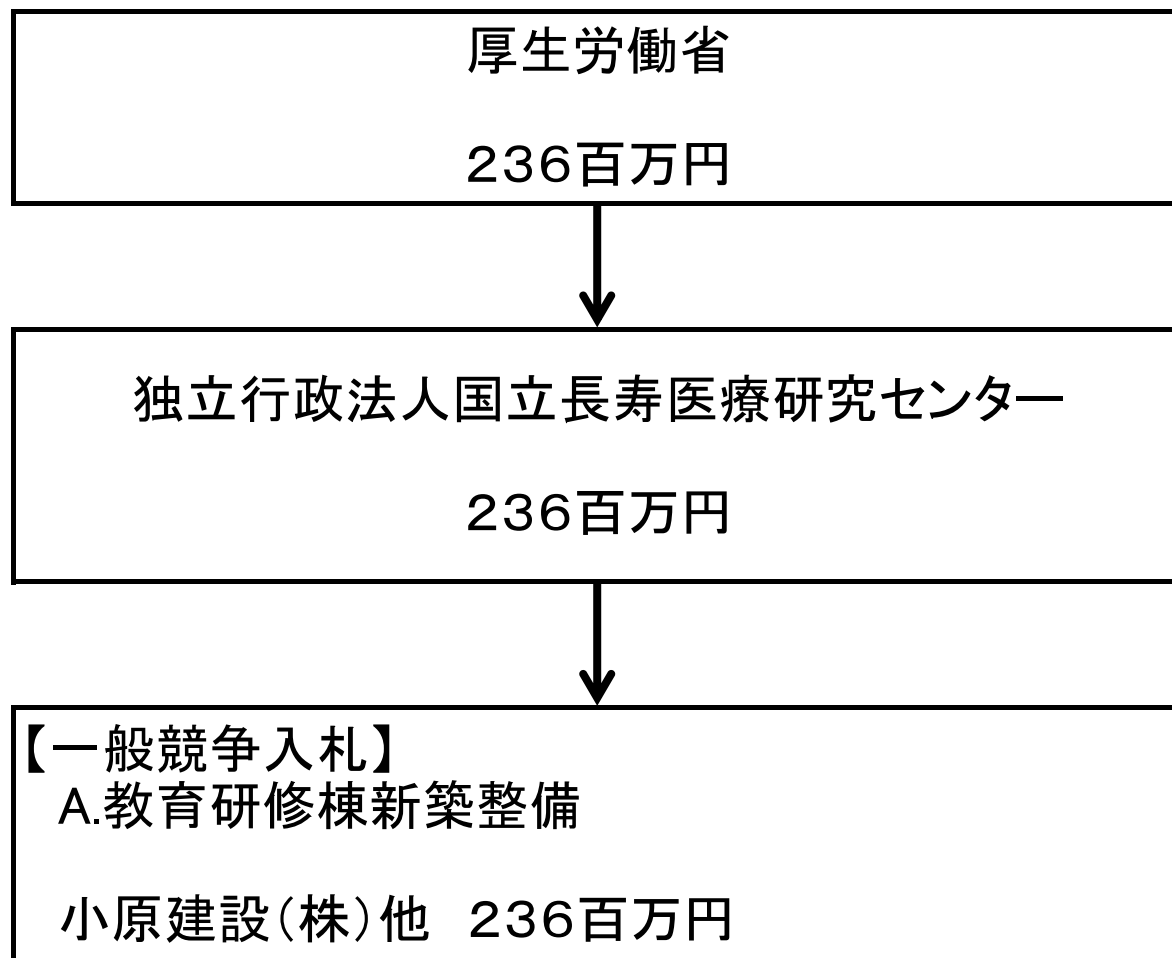 厚生労働省
２３６百万円
独立行政法人国立長寿医療研究センター
２３６百万円
【一般競争入札】
A.教育研修棟新築整備
小原建設（株）他　２３６百万円